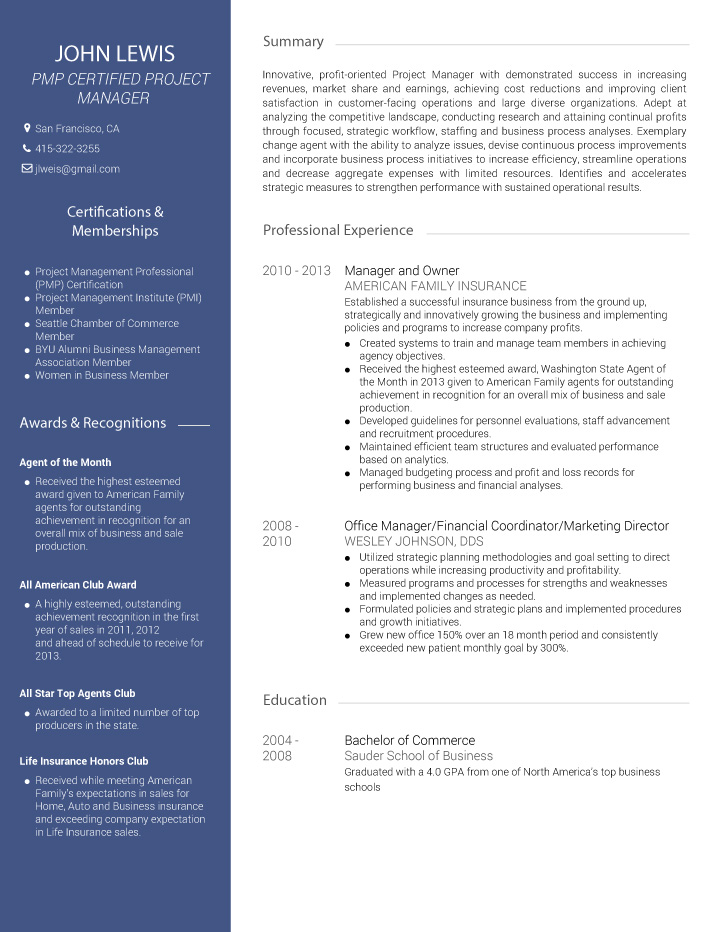 JOHN LEWIS
PMP CERTIFIED PROJECT
MANAGER
San Francisco, CA
415-322-3255
jlweis@gmail.com
Certifications &
Memberships
● Project Management Professional
(PMP) Certification
● Project Management Institute (PMI)
Member
● Seattle Chamber of Commerce
Member
● BYU Alumni Business Management
Association Member
● Women in Business Member
Awards & Recognitions
Agent of the Month
● Received the highest esteemed
award given to American Family
agents for outstanding
achievement in recognition for an
overall mix of business and sale
production.
All American Club Award
● A highly esteemed, outstanding
achievement recognition in the first
year of sales in 2011, 2012
and ahead of schedule to receive for
2013.
All Star Top Agents Club
● Awarded to a limited number of top
producers in the state.
Life Insurance Honors Club
● Received while meeting American
Family's expectations in sales for
Home, Auto and Business insurance
and exceeding company expectation
in Life Insurance sales.
Summary
Innovative, profit-oriented Project Manager with demonstrated success in increasing
revenues, market share and earnings, achieving cost reductions and improving client
satisfaction in customer-facing operations and large diverse organizations. Adept at
analyzing the competitive landscape, conducting research and attaining continual profits
through focused, strategic workflow, staffing and business process analyses. Exemplary
change agent with the ability to analyze issues, devise continuous process improvements
and incorporate business process initiatives to increase efficiency, streamline operations
and decrease aggregate expenses with limited resources. Identifies and accelerates
strategic measures to strengthen performance with sustained operational results.
Professional Experience
2010 - 2013 Manager and Owner
AMERICAN FAMILY INSURANCE
Established a successful insurance business from the ground up,
strategically and innovatively growing the business and implementing
policies and programs to increase company profits.
● Created systems to train and manage team members in achieving
agency objectives.
● Received the highest esteemed award, Washington State Agent of
the Month in 2013 given to American Family agents for outstanding
achievement in recognition for an overall mix of business and sale
production.
● Developed guidelines for personnel evaluations, staff advancement
and recruitment procedures.
● Maintained efficient team structures and evaluated performance
based on analytics.
● Managed budgeting process and profit and loss records for
performing business and financial analyses.
2008 -
2010
Office Manager/Financial Coordinator/Marketing Director
WESLEY JOHNSON, DDS
● Utilized strategic planning methodologies and goal setting to direct
operations while increasing productivity and profitability.
● Measured programs and processes for strengths and weaknesses
and implemented changes as needed.
● Formulated policies and strategic plans and implemented procedures
and growth initiatives.
● Grew new office 150% over an 18 month period and consistently
exceeded new patient monthly goal by 300%.
Education
2004 -
2008
Bachelor of Commerce
Sauder School of Business
Graduated with a 4.0 GPA from one of North America's top business
schools